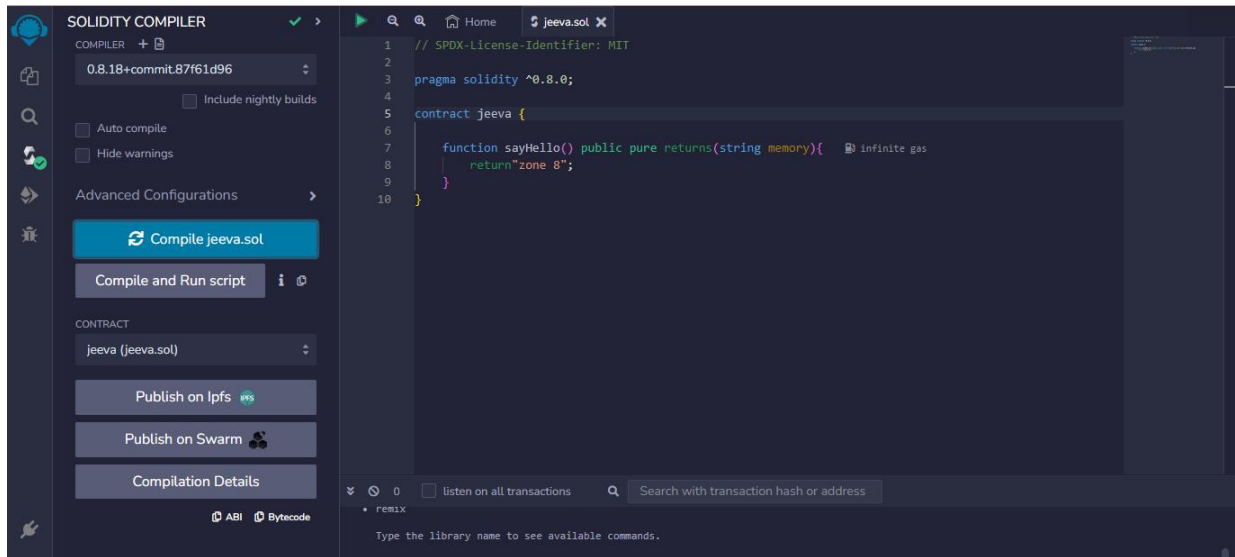 SOLIDITY COMPILER
COMPILER
0.8.18+commit.87f61d96
Include nightly builds
Auto compile
Hide warnings
Advanced Configurations
Compile jeeva.sol
Compile and Run script
CONTRACT
jeeva (jeeva.sol)
Publish on Ipfs IPFS
Publish on Swarm
Compilation Details
ABI Bytecode
Home jeeva.sol
1 // SPDX-License-Identifier: MIT
2
3 pragma solidity ^0.8.0;
4
5 contract jeeva {
6
7 function sayHello() public pure returns(string memory){ infinite gas
8 return"zone 8";
9 }
10 }
0 listen on all transactions Search with transaction hash or address
• remix
Type the library name to see available commands.